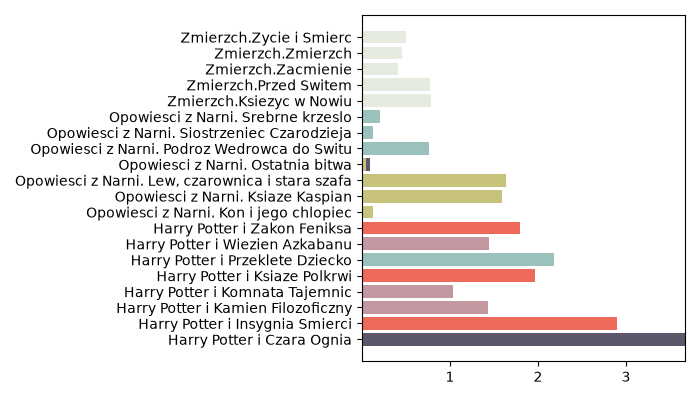 Zmierzch.Zycie i Smierc
Zmierzch.Zmierzch
Zmierzch.Zacmienie
Zmierzch.Przed Switem
Zmierzch.Ksiezyc w Nowiu
Opowiesci z Narni. Srebrne krzeslo
Opowiesci z Narni. Siostrzeniec Czarodzieja
Opowiesci z Narni. Podroz Wedrowca do Switu
Opowiesci z Narni. Ostatnia bitwa
Opowiesci z Narni. Lew, czarownica i stara szafa
Opowiesci z Narni. Ksiaze Kaspian
Opowiesci z Narni. Kon i jego chlopiec
Harry Potter i Zakon Feniksa
Harry Potter i Wiezien Azkabanu
Harry Potter i Przeklete Dziecko
Harry Potter i Ksiaze Polkrwi
Harry Potter i Komnata Tajemnic
Harry Potter i Kamien Filozoficzny
Harry Potter i Insygnia Smierci
Harry Potter i Czara Ognia
1 2 3